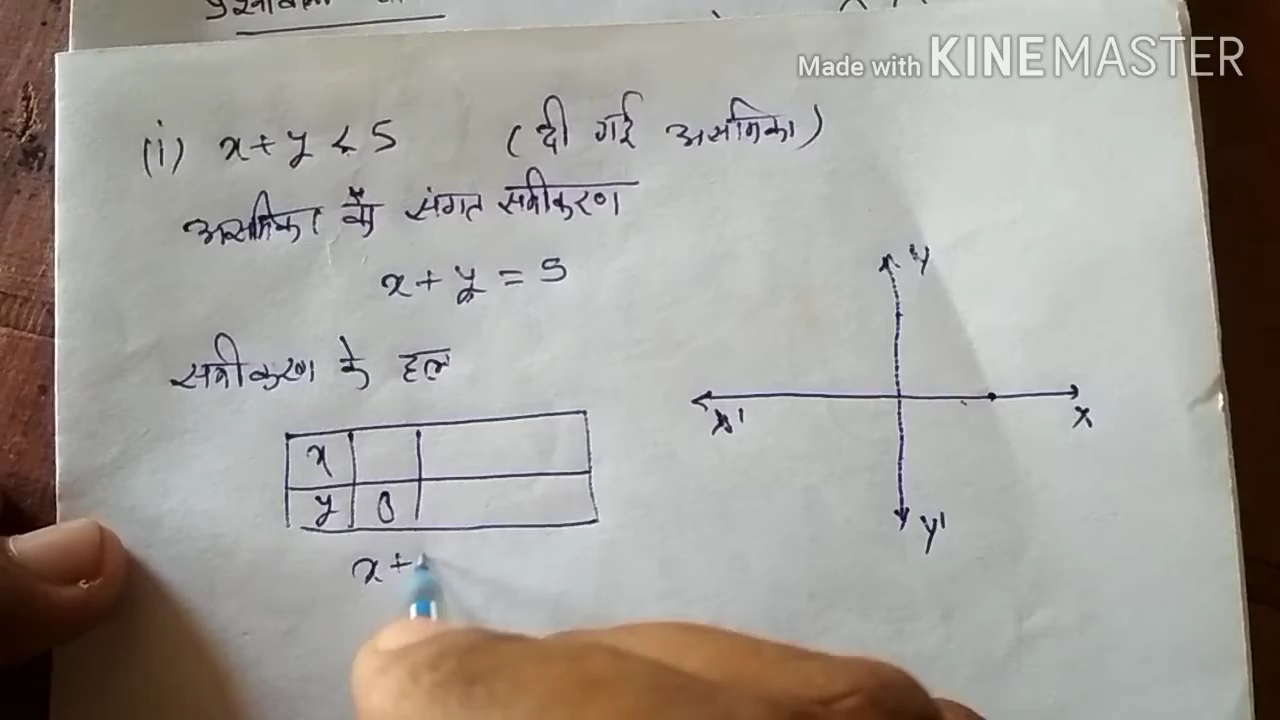 Made with KINEMASTER
(i) x + y < 5 (दी गई असमिका)
असमिका के संगत समीकरण
x + y = 5
समीकरण के हल
x
y 0
x +
y
x' x
y'